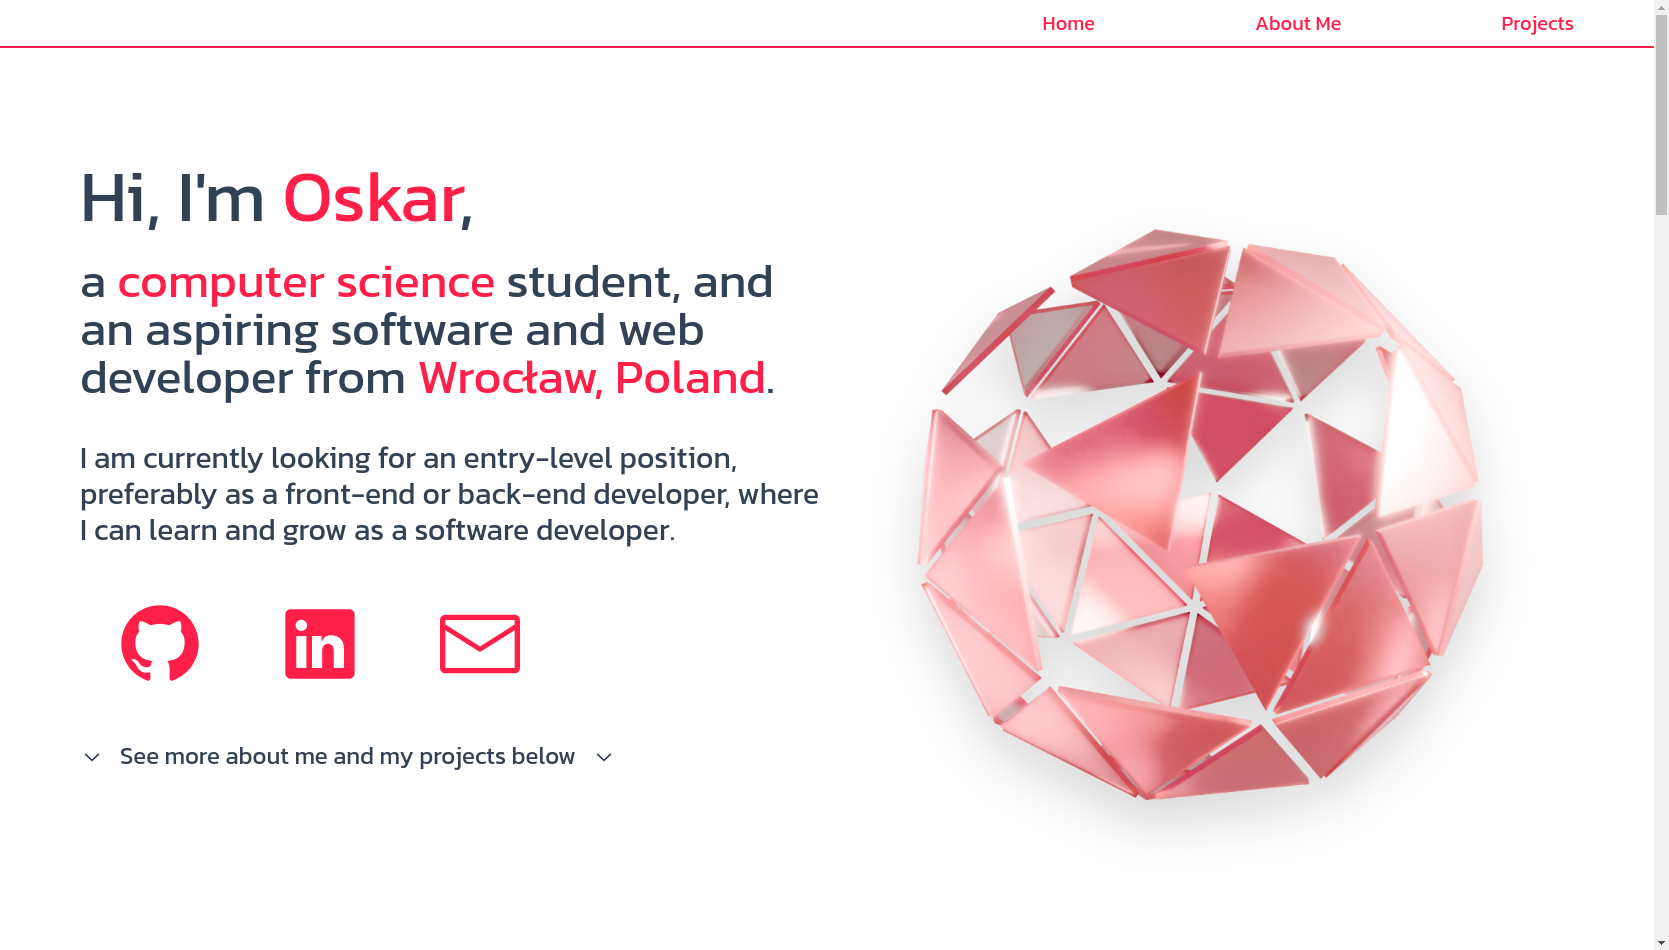 Home
About Me
Projects
Hi, I'm Oskar,
a computer science student, and
an aspiring software and web
developer from Wrocław, Poland.
I am currently looking for an entry-level position,
preferably as a front-end or back-end developer, where
I can learn and grow as a software developer.
in
See more about me and my projects below